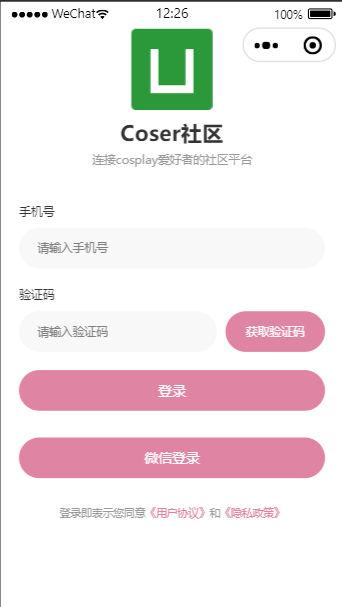 ●●●●● WeChat 12:26 100%
Coser社区
连接cosplay爱好者的社区平台
手机号
请输入手机号
验证码
请输入验证码 获取验证码
登录
微信登录
登录即表示您同意《用户协议》和《隐私政策》